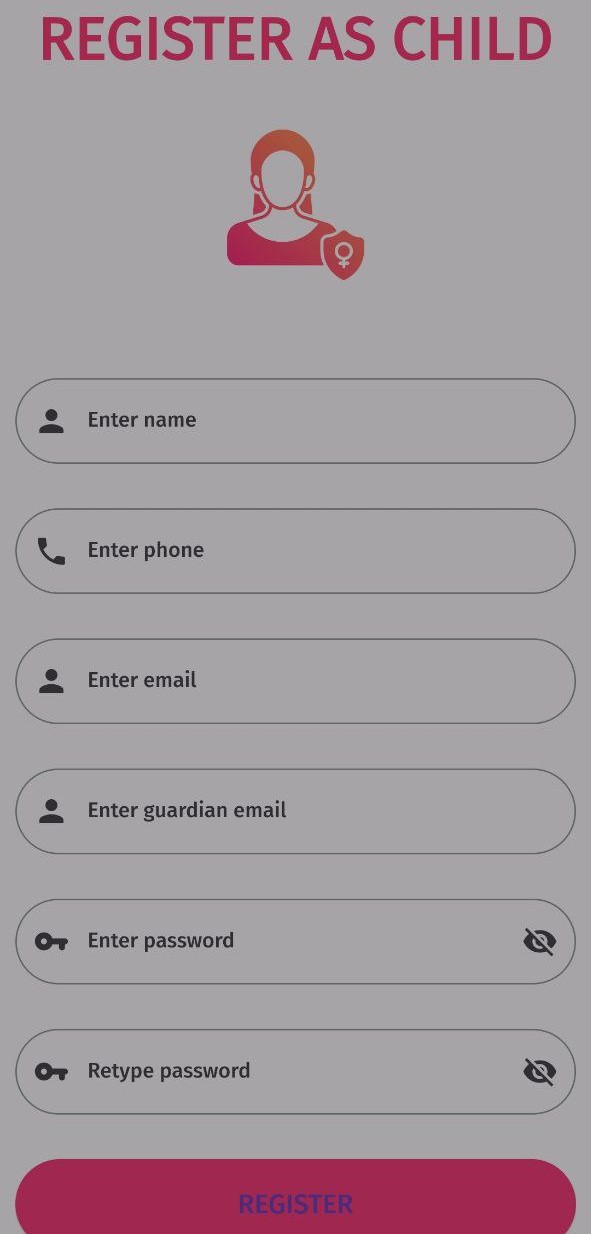 REGISTER AS CHILD
Enter name
Enter phone
Enter email
Enter guardian email
Enter password
Retype password
REGISTER